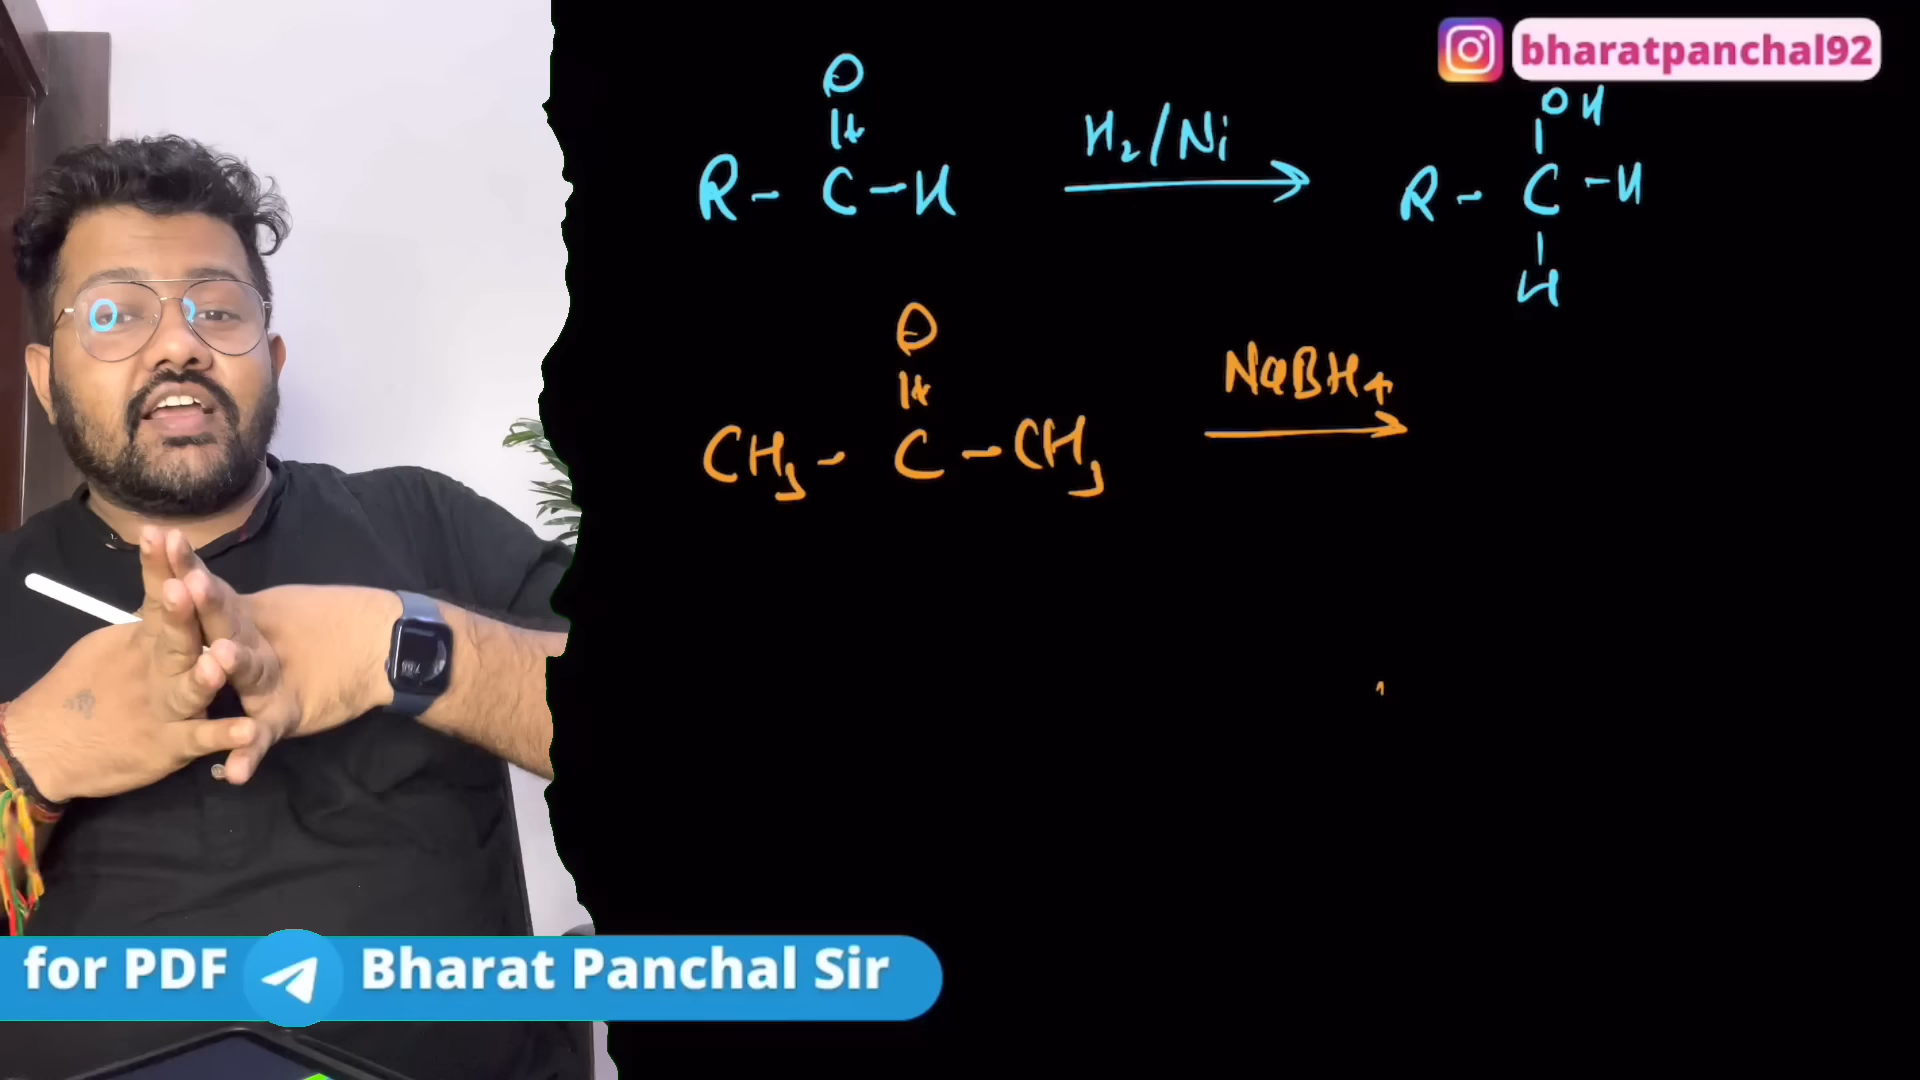 bharatpanchal92
O
||
R - C - H
H₂/Ni
OH
|
R - C - H
|
H
O
||
CH₃ - C - CH₃
NaBH₄
for PDF Bharat Panchal Sir